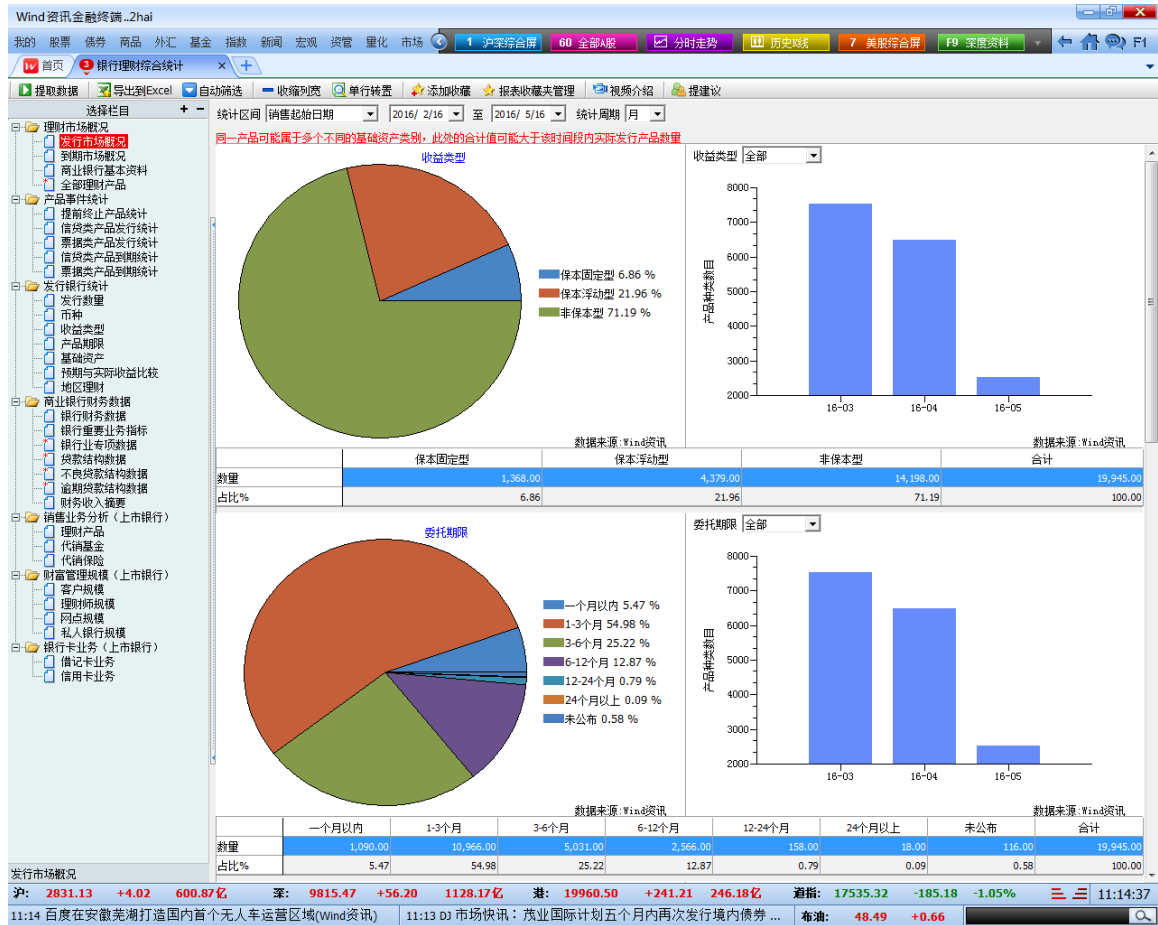 Wind资讯金融终端..2hai
我的 股票 债券 商品 外汇 基金 指数 新闻 宏观 资管 量化 市场 1 沪深综合屏 60 全部A股 分时走势 历史K线 7 美股综合屏 F9 深度资料 F1
首页 3 银行理财综合统计 × +
提取数据 导出到Excel 自动筛选 收缩列宽 单行转置 添加收藏 报表收藏夹管理 视频介绍 提建议
选择栏目 + −
理财市场概况
发行市场概况
到期市场概况
商业银行基本资料
全部理财产品
产品事件统计
提前终止产品统计
信贷类产品发行统计
票据类产品发行统计
信贷类产品到期统计
票据类产品到期统计
发行银行统计
发行数量
币种
收益类型
产品期限
基础资产
预期与实际收益比较
地区理财
商业银行财务数据
银行财务数据
银行重要业务指标
银行业专项数据
贷款结构数据
不良贷款结构数据
逾期贷款结构数据
财务收入摘要
销售业务分析(上市银行)
理财产品
代销基金
代销保险
财富管理规模(上市银行)
客户规模
理财师规模
网点规模
私人银行规模
银行卡业务(上市银行)
借记卡业务
信用卡业务
发行市场概况
统计区间 销售起始日期 2016/ 2/16 至 2016/ 5/16 统计周期 月
同一产品可能属于多个不同的基础资产类别，此处的合计值可能大于该时间段内实际发行产品数量
收益类型
保本固定型 6.86 %
保本浮动型 21.96 %
非保本型 71.19 %
数据来源:Wind资讯
收益类型 全部
产品种类数目
8000
7000
6000
5000
4000
3000
2000
16-03 16-04 16-05
数据来源:Wind资讯
保本固定型 保本浮动型 非保本型 合计
数量 1,368.00 4,379.00 14,198.00 19,945.00
占比% 6.86 21.96 71.19 100.00
委托期限
一个月以内 5.47 %
1-3个月 54.98 %
3-6个月 25.22 %
6-12个月 12.87 %
12-24个月 0.79 %
24个月以上 0.09 %
未公布 0.58 %
数据来源:Wind资讯
委托期限 全部
产品种类数目
8000
7000
6000
5000
4000
3000
2000
16-03 16-04 16-05
数据来源:Wind资讯
一个月以内 1-3个月 3-6个月 6-12个月 12-24个月 24个月以上 未公布 合计
数量 1,090.00 10,966.00 5,031.00 2,566.00 158.00 18.00 116.00 19,945.00
占比% 5.47 54.98 25.22 12.87 0.79 0.09 0.58 100.00
沪: 2831.13 +4.02 600.87亿 深: 9815.47 +56.20 1128.17亿 港: 19960.50 +241.21 246.18亿 道指: 17535.32 -185.18 -1.05% 11:14:37
11:14 百度在安徽芜湖打造国内首个无人车运营区域(Wind资讯) 11:13 DJ 市场快讯：茂业国际计划五个月内再次发行境内债券 ... 布油: 48.49 +0.66